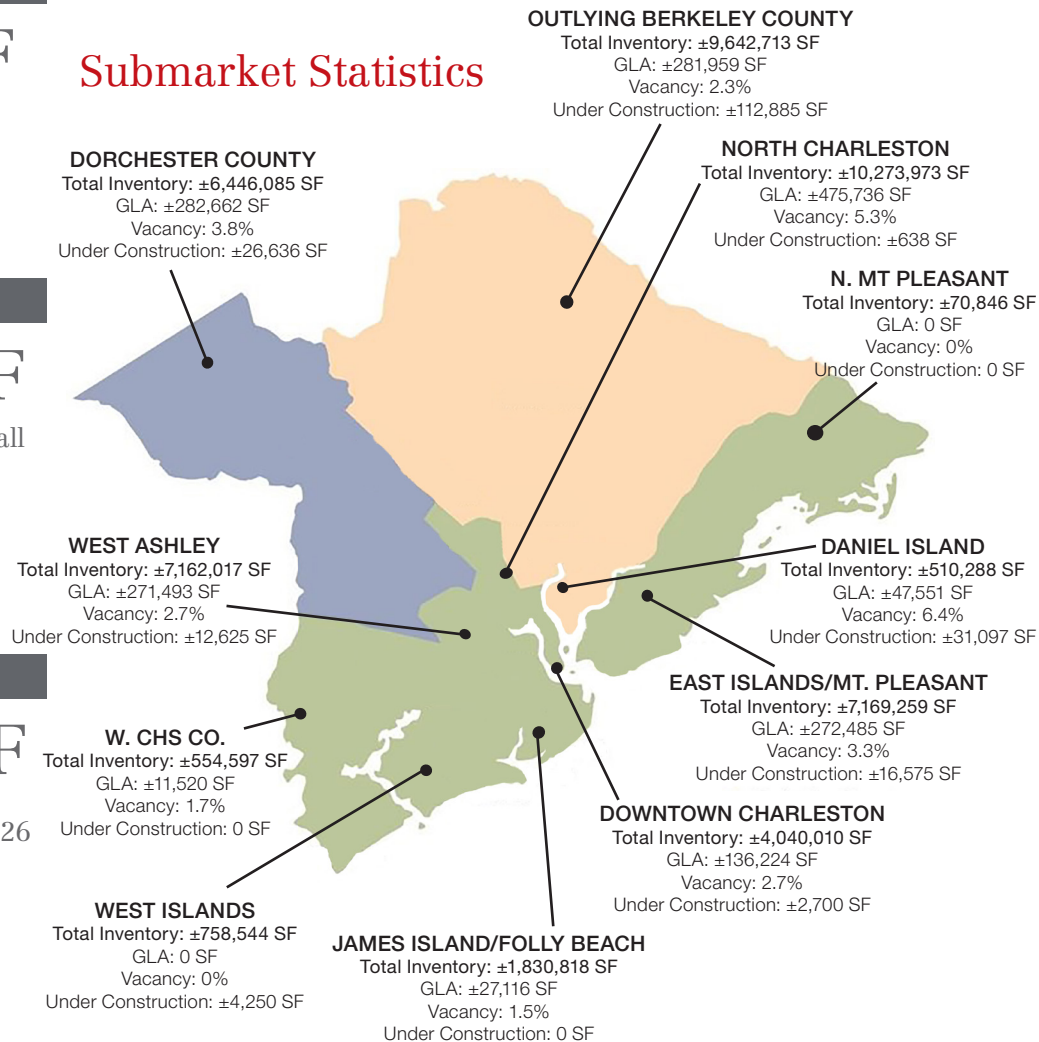 F
Submarket Statistics
OUTLYING BERKELEY COUNTY
Total Inventory: ±9,642,713 SF
GLA: ±281,959 SF
Vacancy: 2.3%
Under Construction: ±112,885 SF
DORCHESTER COUNTY
Total Inventory: ±6,446,085 SF
GLA: ±282,662 SF
Vacancy: 3.8%
Under Construction: ±26,636 SF
NORTH CHARLESTON
Total Inventory: ±10,273,973 SF
GLA: ±475,736 SF
Vacancy: 5.3%
Under Construction: ±638 SF
N. MT PLEASANT
Total Inventory: ±70,846 SF
GLA: 0 SF
Vacancy: 0%
Under Construction: 0 SF
F
all
WEST ASHLEY
Total Inventory: ±7,162,017 SF
GLA: ±271,493 SF
Vacancy: 2.7%
Under Construction: ±12,625 SF
DANIEL ISLAND
Total Inventory: ±510,288 SF
GLA: ±47,551 SF
Vacancy: 6.4%
Under Construction: ±31,097 SF
EAST ISLANDS/MT. PLEASANT
Total Inventory: ±7,169,259 SF
GLA: ±272,485 SF
Vacancy: 3.3%
Under Construction: ±16,575 SF
F
26
W. CHS CO.
Total Inventory: ±554,597 SF
GLA: ±11,520 SF
Vacancy: 1.7%
Under Construction: 0 SF
DOWNTOWN CHARLESTON
Total Inventory: ±4,040,010 SF
GLA: ±136,224 SF
Vacancy: 2.7%
Under Construction: ±2,700 SF
WEST ISLANDS
Total Inventory: ±758,544 SF
GLA: 0 SF
Vacancy: 0%
Under Construction: ±4,250 SF
JAMES ISLAND/FOLLY BEACH
Total Inventory: ±1,830,818 SF
GLA: ±27,116 SF
Vacancy: 1.5%
Under Construction: 0 SF